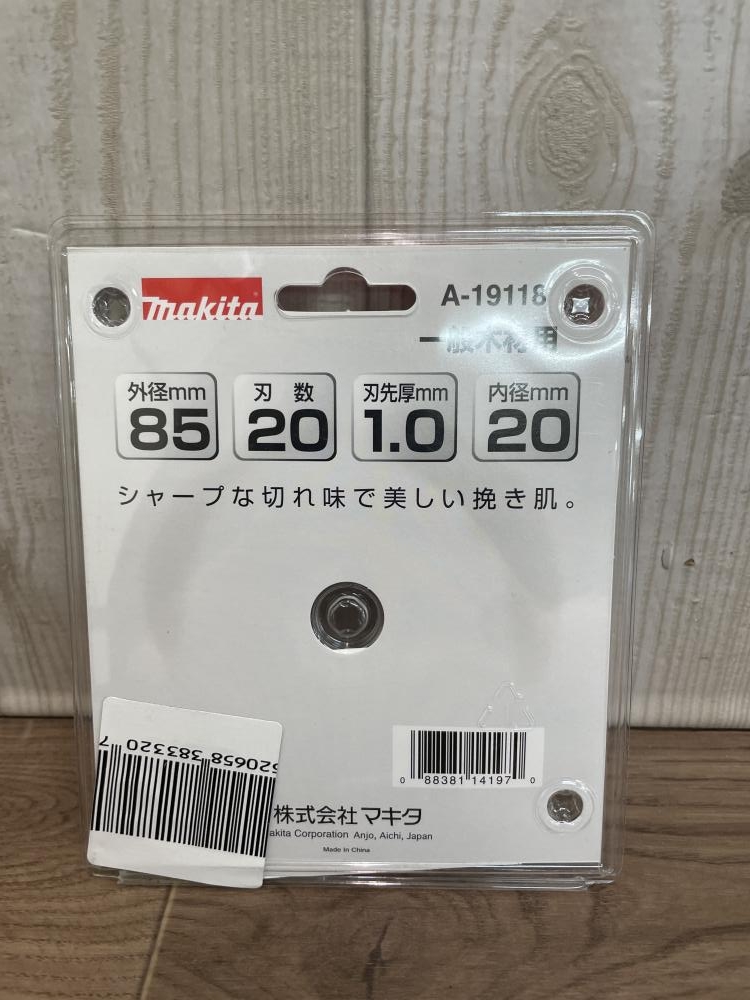 makita
A-19118
一般木材用
外径mm
85
刃数
20
刃先厚mm
1.0
内径mm
20
シャープな切れ味で美しい挽き肌。
620658 383320 7
0 88381 14197 0
株式会社マキタ
akita Corporation Anjo, Aichi, Japan
Made in China